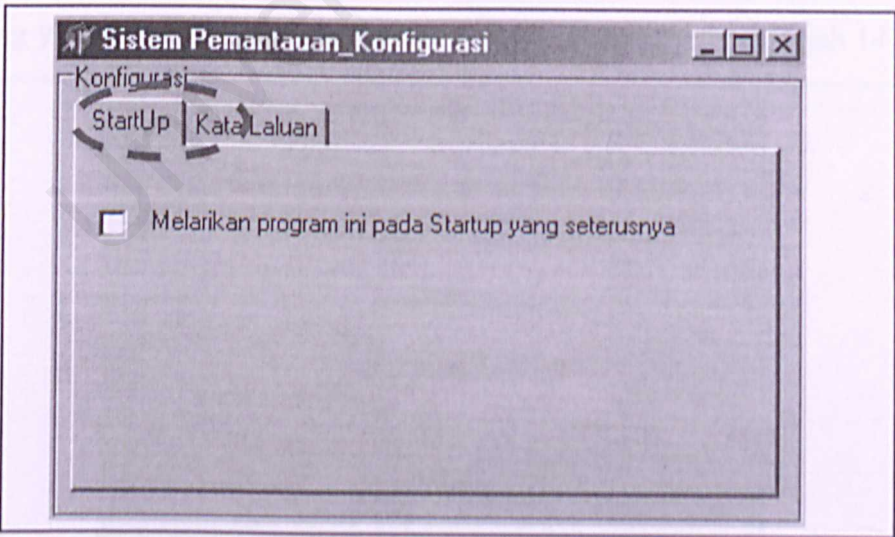 Sistem Pemantauan_Konfigurasi
Konfigurasi
StartUp
Kata Laluan
Melarikan program ini pada Startup yang seterusnya